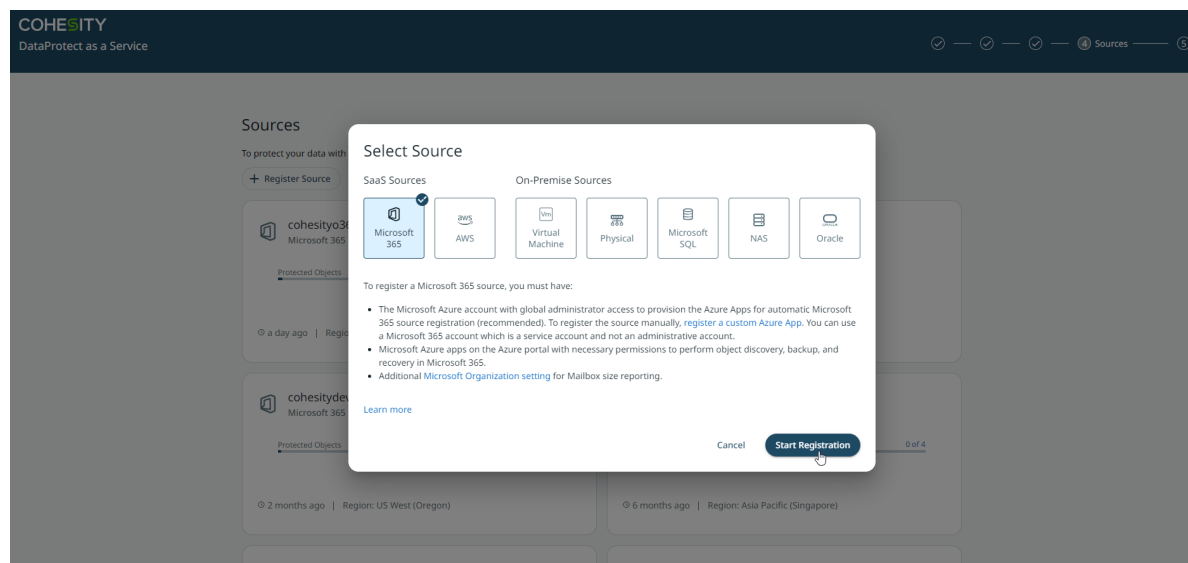 COHESITY
DataProtect as a Service
4 Sources
5
Sources
To protect your data with
+ Register Source
cohesityo36
Microsoft 365
Protected Objects
a day ago | Regio
cohesitydev
Microsoft 365
Protected Objects
0 of 4
2 months ago | Region: US West (Oregon)
6 months ago | Region: Asia Pacific (Singapore)
Select Source
SaaS Sources
On-Premise Sources
Microsoft
365
aws
AWS
Vm
Virtual
Machine
Physical
Microsoft
SQL
NAS
ORACLE
Oracle
To register a Microsoft 365 source, you must have:
• The Microsoft Azure account with global administrator access to provision the Azure Apps for automatic Microsoft
365 source registration (recommended). To register the source manually, register a custom Azure App. You can use
a Microsoft 365 account which is a service account and not an administrative account.
• Microsoft Azure apps on the Azure portal with necessary permissions to perform object discovery, backup, and
recovery in Microsoft 365.
• Additional Microsoft Organization setting for Mailbox size reporting.
Learn more
Cancel
Start Registration